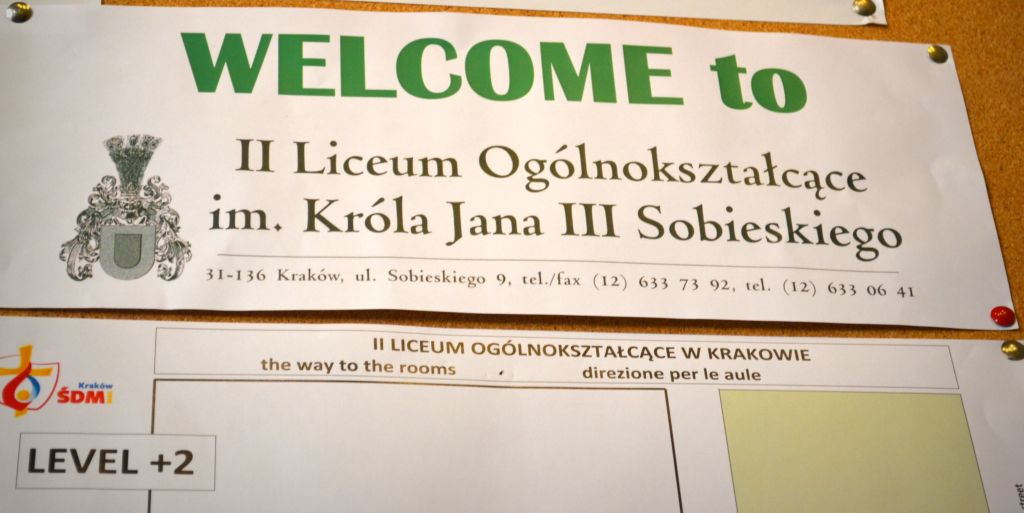 WELCOME to
II Liceum Ogólnokształcące
im. Króla Jana III Sobieskiego
31-136 Kraków, ul. Sobieskiego 9, tel./fax (12) 633 73 92, tel. (12) 633 06 41
II LICEUM OGÓLNOKSZTAŁCĄCE W KRAKOWIE
the way to the rooms direzione per le aule
Kraków
ŚDM
LEVEL +2
street